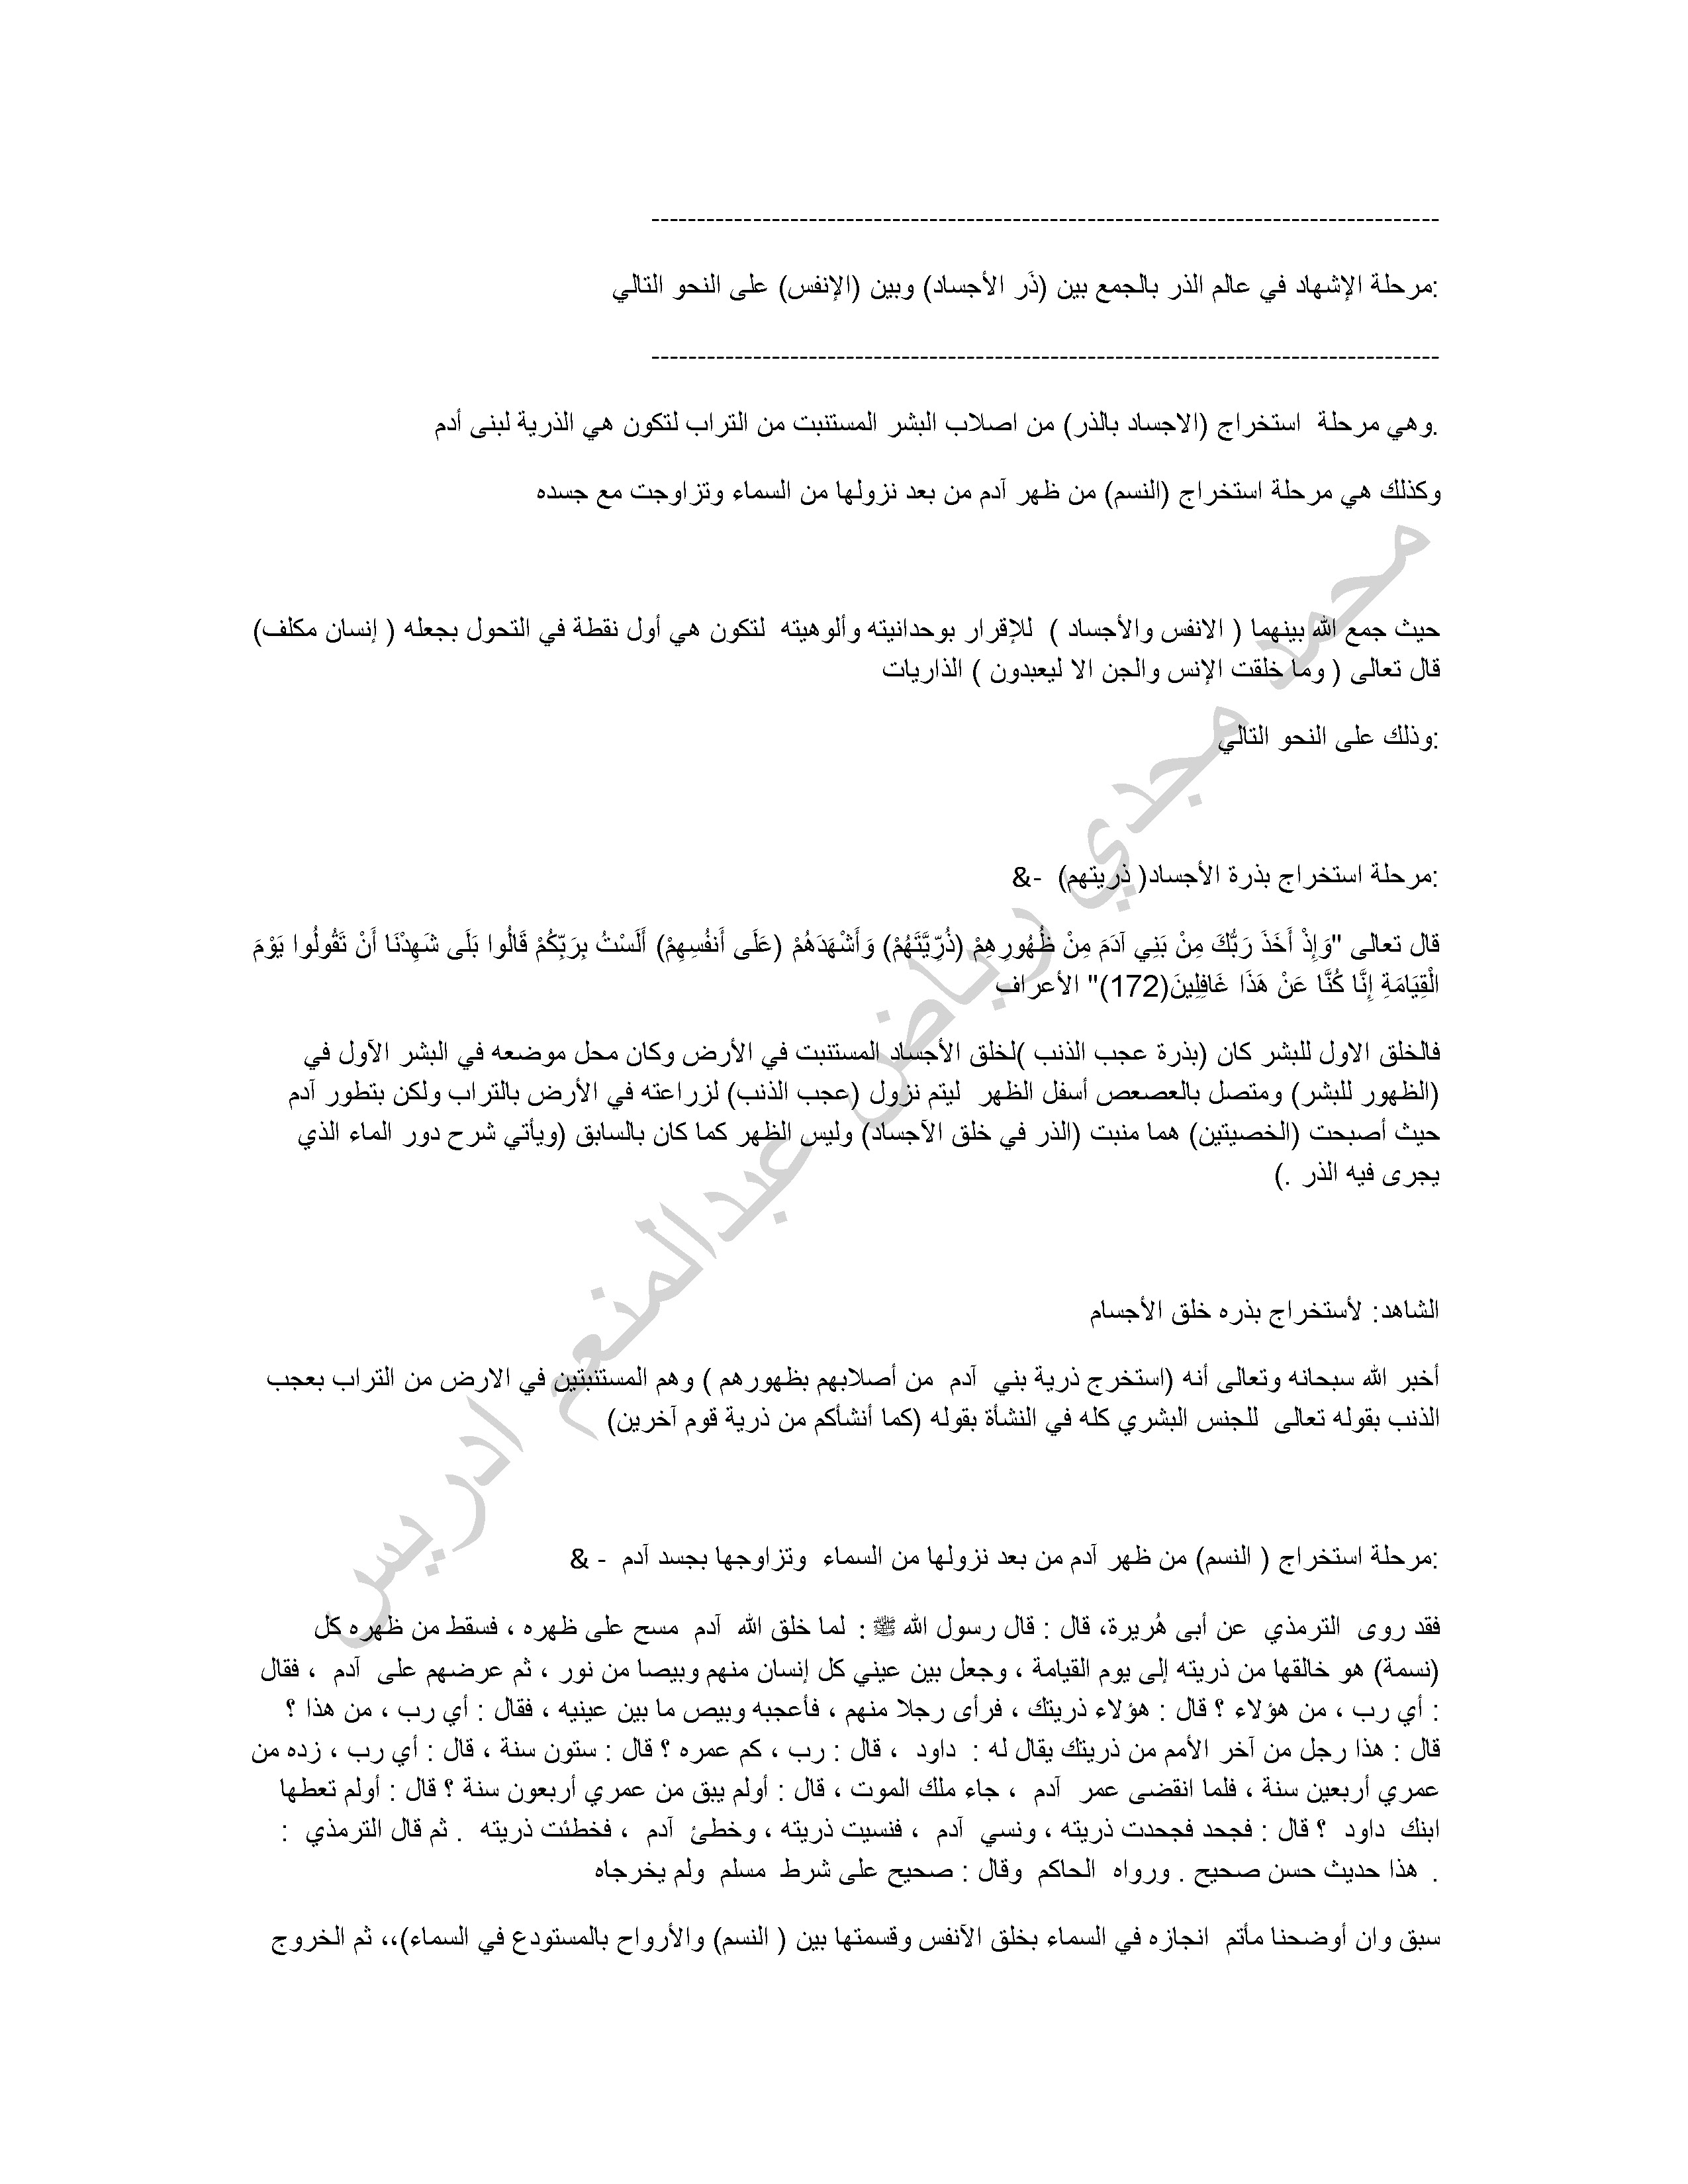 --------------------------------------------------------------------------------------
:مرحلة الإشهاد في عالم الذر بالجمع بين (ذَر الأجساد) وبين (الإنفس) على النحو التالي
--------------------------------------------------------------------------------------
.وهي مرحلة استخراج (الاجساد بالذر) من اصلاب البشر المستنبت من التراب لتكون هي الذرية لبنى أدم
وكذلك هي مرحلة استخراج (النسم) من ظهر آدم من بعد نزولها من السماء وتزاوجت مع جسده
حيث جمع الله بينهما ( الانفس والأجساد ) للإقرار بوحدانيته وألوهيته لتكون هي أول نقطة في التحول بجعله ( إنسان مكلف)
قال تعالى ( وما خلقت الإنس والجن الا ليعبدون ) الذاريات
:وذلك على النحو التالي
:مرحلة استخراج بذرة الأجساد( ذريتهم) -&
قال تعالى "وَإِذْ أَخَذَ رَبُّكَ مِنْ بَنِي آدَمَ مِنْ ظُهُورِهِمْ (ذُرِّيَّتَهُمْ) وَأَشْهَدَهُمْ (عَلَى أَنفُسِهِمْ) أَلَسْتُ بِرَبِّكُمْ قَالُوا بَلَى شَهِدْنَا أَنْ تَقُولُوا يَوْمَ
الْقِيَامَةِ إِنَّا كُنَّا عَنْ هَذَا غَافِلِينَ(172)" الأعراف
فالخلق الاول للبشر كان (بذرة عجب الذنب )لخلق الأجساد المستنبت في الأرض وكان محل موضعه في البشر الآول في
(الظهور للبشر) ومتصل بالعصعص أسفل الظهر ليتم نزول (عجب الذنب) لزراعته في الأرض بالتراب ولكن بتطور آدم
حيث أصبحت (الخصيتين) هما منبت (الذر في خلق الآجساد) وليس الظهر كما كان بالسابق (ويأتي شرح دور الماء الذي
يجرى فيه الذر .)
الشاهد: لأستخراج بذره خلق الأجسام
أخبر الله سبحانه وتعالى أنه (استخرج ذرية بني آدم من أصلابهم بظهورهم ) وهم المستنبتين في الارض من التراب بعجب
الذنب بقوله تعالى للجنس البشري كله في النشأة بقوله (كما أنشأكم من ذرية قوم آخرين)
:مرحلة استخراج ( النسم) من ظهر آدم من بعد نزولها من السماء وتزاوجها بجسد آدم - &
فقد روى الترمذي عن أبى هُريرة، قال : قال رسول الله ﷺ : لما خلق الله آدم مسح على ظهره ، فسقط من ظهره كل
(نسمة) هو خالقها من ذريته إلى يوم القيامة ، وجعل بين عيني كل إنسان منهم وبيصا من نور ، ثم عرضهم على آدم ، فقال
: أي رب ، من هؤلاء ؟ قال : هؤلاء ذريتك ، فرأى رجلا منهم ، فأعجبه وبيص ما بين عينيه ، فقال : أي رب ، من هذا ؟
قال : هذا رجل من آخر الأمم من ذريتك يقال له : داود ، قال : رب ، كم عمره ؟ قال : ستون سنة ، قال : أي رب ، زده من
عمري أربعين سنة ، فلما انقضى عمر آدم ، جاء ملك الموت ، قال : أولم يبق من عمري أربعون سنة ؟ قال : أولم تعطها
ابنك داود ؟ قال : فجحد فجحدت ذريته ، ونسي آدم ، فنسيت ذريته ، وخطئ آدم ، فخطئت ذريته . ثم قال الترمذي :
. هذا حديث حسن صحيح . ورواه الحاكم وقال : صحيح على شرط مسلم ولم يخرجاه
سبق وان أوضحنا مأتم انجازه في السماء بخلق الآنفس وقسمتها بين ( النسم) والأرواح بالمستودع في السماء)،، ثم الخروج
محمد مجدي رياض عبدالمنعم ادريس